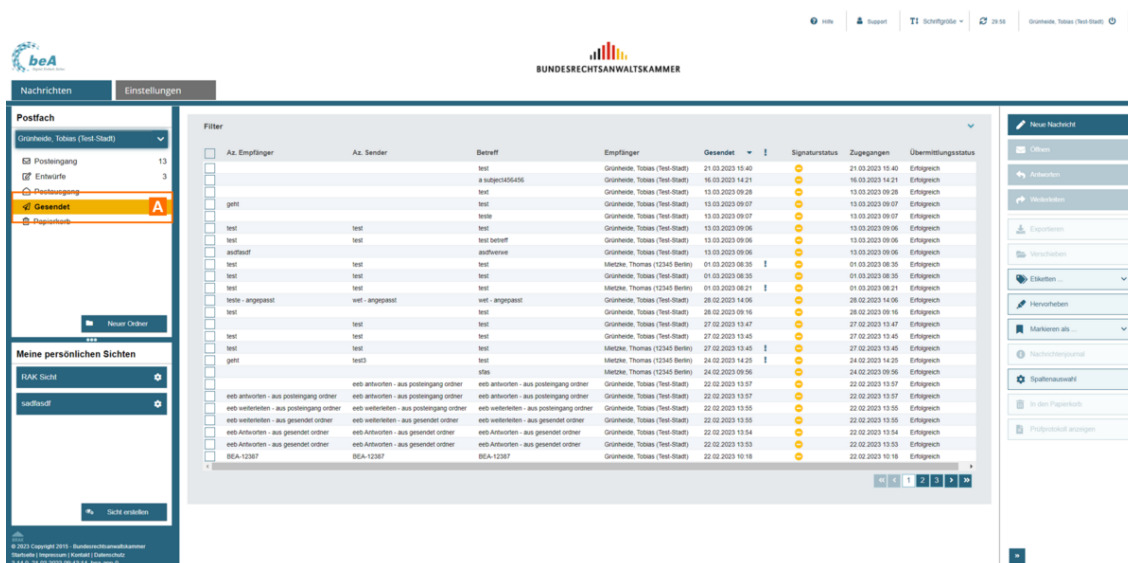 Hilfe Support Schriftgröße 29:56 Grünheide, Tobias (Test-Stadt)
beA
BUNDESRECHTSANWALTSKAMMER
Nachrichten Einstellungen
Postfach
Grünheide, Tobias (Test-Stadt)
Posteingang 13
Entwürfe 3
Postausgang
Gesendet A
Papierkorb
Neuer Ordner
Meine persönlichen Sichten
RAK Sicht
sadfasdf
Sicht erstellen
© 2023 Copyright 2015 - Bundesrechtsanwaltskammer
Startseite | Impressum | Kontakt | Datenschutz
Filter
Az. Empfänger Az. Sender Betreff Empfänger Gesendet ! Signaturstatus Zugegangen Übermittlungsstatus
test Grünheide, Tobias (Test-Stadt) 21.03.2023 15:40 21.03.2023 15:40 Erfolgreich
a subject456456 Grünheide, Tobias (Test-Stadt) 16.03.2023 14:21 16.03.2023 14:21 Erfolgreich
text Grünheide, Tobias (Test-Stadt) 13.03.2023 09:28 13.03.2023 09:28 Erfolgreich
geht test Grünheide, Tobias (Test-Stadt) 13.03.2023 09:07 13.03.2023 09:07 Erfolgreich
teste Grünheide, Tobias (Test-Stadt) 13.03.2023 09:07 13.03.2023 09:07 Erfolgreich
test test test Grünheide, Tobias (Test-Stadt) 13.03.2023 09:06 13.03.2023 09:06 Erfolgreich
test test test betreff Grünheide, Tobias (Test-Stadt) 13.03.2023 09:06 13.03.2023 09:06 Erfolgreich
asdfasdf asdfwerwe Grünheide, Tobias (Test-Stadt) 13.03.2023 09:06 13.03.2023 09:06 Erfolgreich
test test test Mietzke, Thomas (12345 Berlin) 01.03.2023 08:35 ! 01.03.2023 08:35 Erfolgreich
test test test Grünheide, Tobias (Test-Stadt) 01.03.2023 08:35 01.03.2023 08:35 Erfolgreich
test test test Mietzke, Thomas (12345 Berlin) 01.03.2023 08:21 ! 01.03.2023 08:21 Erfolgreich
teste - angepasst wet - angepasst wet - angepasst Grünheide, Tobias (Test-Stadt) 28.02.2023 14:06 28.02.2023 14:06 Erfolgreich
test test Grünheide, Tobias (Test-Stadt) 28.02.2023 09:16 28.02.2023 09:16 Erfolgreich
test test Grünheide, Tobias (Test-Stadt) 27.02.2023 13:47 27.02.2023 13:47 Erfolgreich
test test test Grünheide, Tobias (Test-Stadt) 27.02.2023 13:45 27.02.2023 13:45 Erfolgreich
test test test Mietzke, Thomas (12345 Berlin) 27.02.2023 13:45 ! 27.02.2023 13:45 Erfolgreich
geht test3 test Mietzke, Thomas (12345 Berlin) 24.02.2023 14:25 ! 24.02.2023 14:25 Erfolgreich
sfas Mietzke, Thomas (12345 Berlin) 24.02.2023 09:56 24.02.2023 09:56 Erfolgreich
eeb antworten - aus posteingang ordner eeb antworten - aus posteingang ordner Grünheide, Tobias (Test-Stadt) 22.02.2023 13:57 22.02.2023 13:57 Erfolgreich
eeb antworten - aus posteingang ordner eeb antworten - aus posteingang ordner eeb antworten - aus posteingang ordner Grünheide, Tobias (Test-Stadt) 22.02.2023 13:57 22.02.2023 13:57 Erfolgreich
eeb weiterleiten - aus posteingang ordner eeb weiterleiten - aus posteingang ordner eeb weiterleiten - aus posteingang ordner Grünheide, Tobias (Test-Stadt) 22.02.2023 13:55 22.02.2023 13:55 Erfolgreich
eeb weiterleiten - aus gesendet ordner eeb weiterleiten - aus gesendet ordner eeb weiterleiten - aus gesendet ordner Grünheide, Tobias (Test-Stadt) 22.02.2023 13:55 22.02.2023 13:55 Erfolgreich
eeb Antworten - aus gesendet ordner eeb Antworten - aus gesendet ordner eeb Antworten - aus gesendet ordner Grünheide, Tobias (Test-Stadt) 22.02.2023 13:54 22.02.2023 13:54 Erfolgreich
eeb Antworten - aus gesendet ordner eeb Antworten - aus gesendet ordner eeb Antworten - aus gesendet ordner Grünheide, Tobias (Test-Stadt) 22.02.2023 13:53 22.02.2023 13:53 Erfolgreich
BEA-12387 BEA-12387 BEA-12387 Grünheide, Tobias (Test-Stadt) 22.02.2023 10:18 22.02.2023 10:18 Erfolgreich
1 2 3
Neue Nachricht
Öffnen
Antworten
Weiterleiten
Exportieren
Verschieben
Etiketten ...
Hervorheben
Markieren als ...
Nachrichtenjournal
Spaltenauswahl
In den Papierkorb
Prüfprotokoll anzeigen